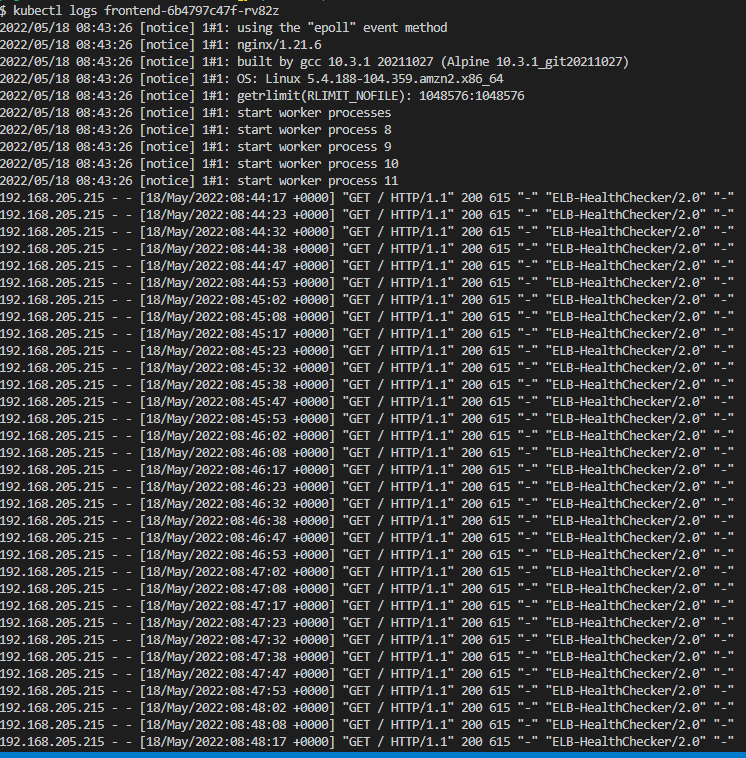 $ kubectl logs frontend-6b4797c47f-rv82z
2022/05/18 08:43:26 [notice] 1#1: using the "epoll" event method
2022/05/18 08:43:26 [notice] 1#1: nginx/1.21.6
2022/05/18 08:43:26 [notice] 1#1: built by gcc 10.3.1 20211027 (Alpine 10.3.1_git20211027)
2022/05/18 08:43:26 [notice] 1#1: OS: Linux 5.4.188-104.359.amzn2.x86_64
2022/05/18 08:43:26 [notice] 1#1: getrlimit(RLIMIT_NOFILE): 1048576:1048576
2022/05/18 08:43:26 [notice] 1#1: start worker processes
2022/05/18 08:43:26 [notice] 1#1: start worker process 8
2022/05/18 08:43:26 [notice] 1#1: start worker process 9
2022/05/18 08:43:26 [notice] 1#1: start worker process 10
2022/05/18 08:43:26 [notice] 1#1: start worker process 11
192.168.205.215 - - [18/May/2022:08:44:17 +0000] "GET / HTTP/1.1" 200 615 "-" "ELB-HealthChecker/2.0" "-"
192.168.205.215 - - [18/May/2022:08:44:23 +0000] "GET / HTTP/1.1" 200 615 "-" "ELB-HealthChecker/2.0" "-"
192.168.205.215 - - [18/May/2022:08:44:32 +0000] "GET / HTTP/1.1" 200 615 "-" "ELB-HealthChecker/2.0" "-"
192.168.205.215 - - [18/May/2022:08:44:38 +0000] "GET / HTTP/1.1" 200 615 "-" "ELB-HealthChecker/2.0" "-"
192.168.205.215 - - [18/May/2022:08:44:47 +0000] "GET / HTTP/1.1" 200 615 "-" "ELB-HealthChecker/2.0" "-"
192.168.205.215 - - [18/May/2022:08:44:53 +0000] "GET / HTTP/1.1" 200 615 "-" "ELB-HealthChecker/2.0" "-"
192.168.205.215 - - [18/May/2022:08:45:02 +0000] "GET / HTTP/1.1" 200 615 "-" "ELB-HealthChecker/2.0" "-"
192.168.205.215 - - [18/May/2022:08:45:08 +0000] "GET / HTTP/1.1" 200 615 "-" "ELB-HealthChecker/2.0" "-"
192.168.205.215 - - [18/May/2022:08:45:17 +0000] "GET / HTTP/1.1" 200 615 "-" "ELB-HealthChecker/2.0" "-"
192.168.205.215 - - [18/May/2022:08:45:23 +0000] "GET / HTTP/1.1" 200 615 "-" "ELB-HealthChecker/2.0" "-"
192.168.205.215 - - [18/May/2022:08:45:32 +0000] "GET / HTTP/1.1" 200 615 "-" "ELB-HealthChecker/2.0" "-"
192.168.205.215 - - [18/May/2022:08:45:38 +0000] "GET / HTTP/1.1" 200 615 "-" "ELB-HealthChecker/2.0" "-"
192.168.205.215 - - [18/May/2022:08:45:47 +0000] "GET / HTTP/1.1" 200 615 "-" "ELB-HealthChecker/2.0" "-"
192.168.205.215 - - [18/May/2022:08:45:53 +0000] "GET / HTTP/1.1" 200 615 "-" "ELB-HealthChecker/2.0" "-"
192.168.205.215 - - [18/May/2022:08:46:02 +0000] "GET / HTTP/1.1" 200 615 "-" "ELB-HealthChecker/2.0" "-"
192.168.205.215 - - [18/May/2022:08:46:08 +0000] "GET / HTTP/1.1" 200 615 "-" "ELB-HealthChecker/2.0" "-"
192.168.205.215 - - [18/May/2022:08:46:17 +0000] "GET / HTTP/1.1" 200 615 "-" "ELB-HealthChecker/2.0" "-"
192.168.205.215 - - [18/May/2022:08:46:23 +0000] "GET / HTTP/1.1" 200 615 "-" "ELB-HealthChecker/2.0" "-"
192.168.205.215 - - [18/May/2022:08:46:32 +0000] "GET / HTTP/1.1" 200 615 "-" "ELB-HealthChecker/2.0" "-"
192.168.205.215 - - [18/May/2022:08:46:38 +0000] "GET / HTTP/1.1" 200 615 "-" "ELB-HealthChecker/2.0" "-"
192.168.205.215 - - [18/May/2022:08:46:47 +0000] "GET / HTTP/1.1" 200 615 "-" "ELB-HealthChecker/2.0" "-"
192.168.205.215 - - [18/May/2022:08:46:53 +0000] "GET / HTTP/1.1" 200 615 "-" "ELB-HealthChecker/2.0" "-"
192.168.205.215 - - [18/May/2022:08:47:02 +0000] "GET / HTTP/1.1" 200 615 "-" "ELB-HealthChecker/2.0" "-"
192.168.205.215 - - [18/May/2022:08:47:08 +0000] "GET / HTTP/1.1" 200 615 "-" "ELB-HealthChecker/2.0" "-"
192.168.205.215 - - [18/May/2022:08:47:17 +0000] "GET / HTTP/1.1" 200 615 "-" "ELB-HealthChecker/2.0" "-"
192.168.205.215 - - [18/May/2022:08:47:23 +0000] "GET / HTTP/1.1" 200 615 "-" "ELB-HealthChecker/2.0" "-"
192.168.205.215 - - [18/May/2022:08:47:32 +0000] "GET / HTTP/1.1" 200 615 "-" "ELB-HealthChecker/2.0" "-"
192.168.205.215 - - [18/May/2022:08:47:38 +0000] "GET / HTTP/1.1" 200 615 "-" "ELB-HealthChecker/2.0" "-"
192.168.205.215 - - [18/May/2022:08:47:47 +0000] "GET / HTTP/1.1" 200 615 "-" "ELB-HealthChecker/2.0" "-"
192.168.205.215 - - [18/May/2022:08:47:53 +0000] "GET / HTTP/1.1" 200 615 "-" "ELB-HealthChecker/2.0" "-"
192.168.205.215 - - [18/May/2022:08:48:02 +0000] "GET / HTTP/1.1" 200 615 "-" "ELB-HealthChecker/2.0" "-"
192.168.205.215 - - [18/May/2022:08:48:08 +0000] "GET / HTTP/1.1" 200 615 "-" "ELB-HealthChecker/2.0" "-"
192.168.205.215 - - [18/May/2022:08:48:17 +0000] "GET / HTTP/1.1" 200 615 "-" "ELB-HealthChecker/2.0" "-"